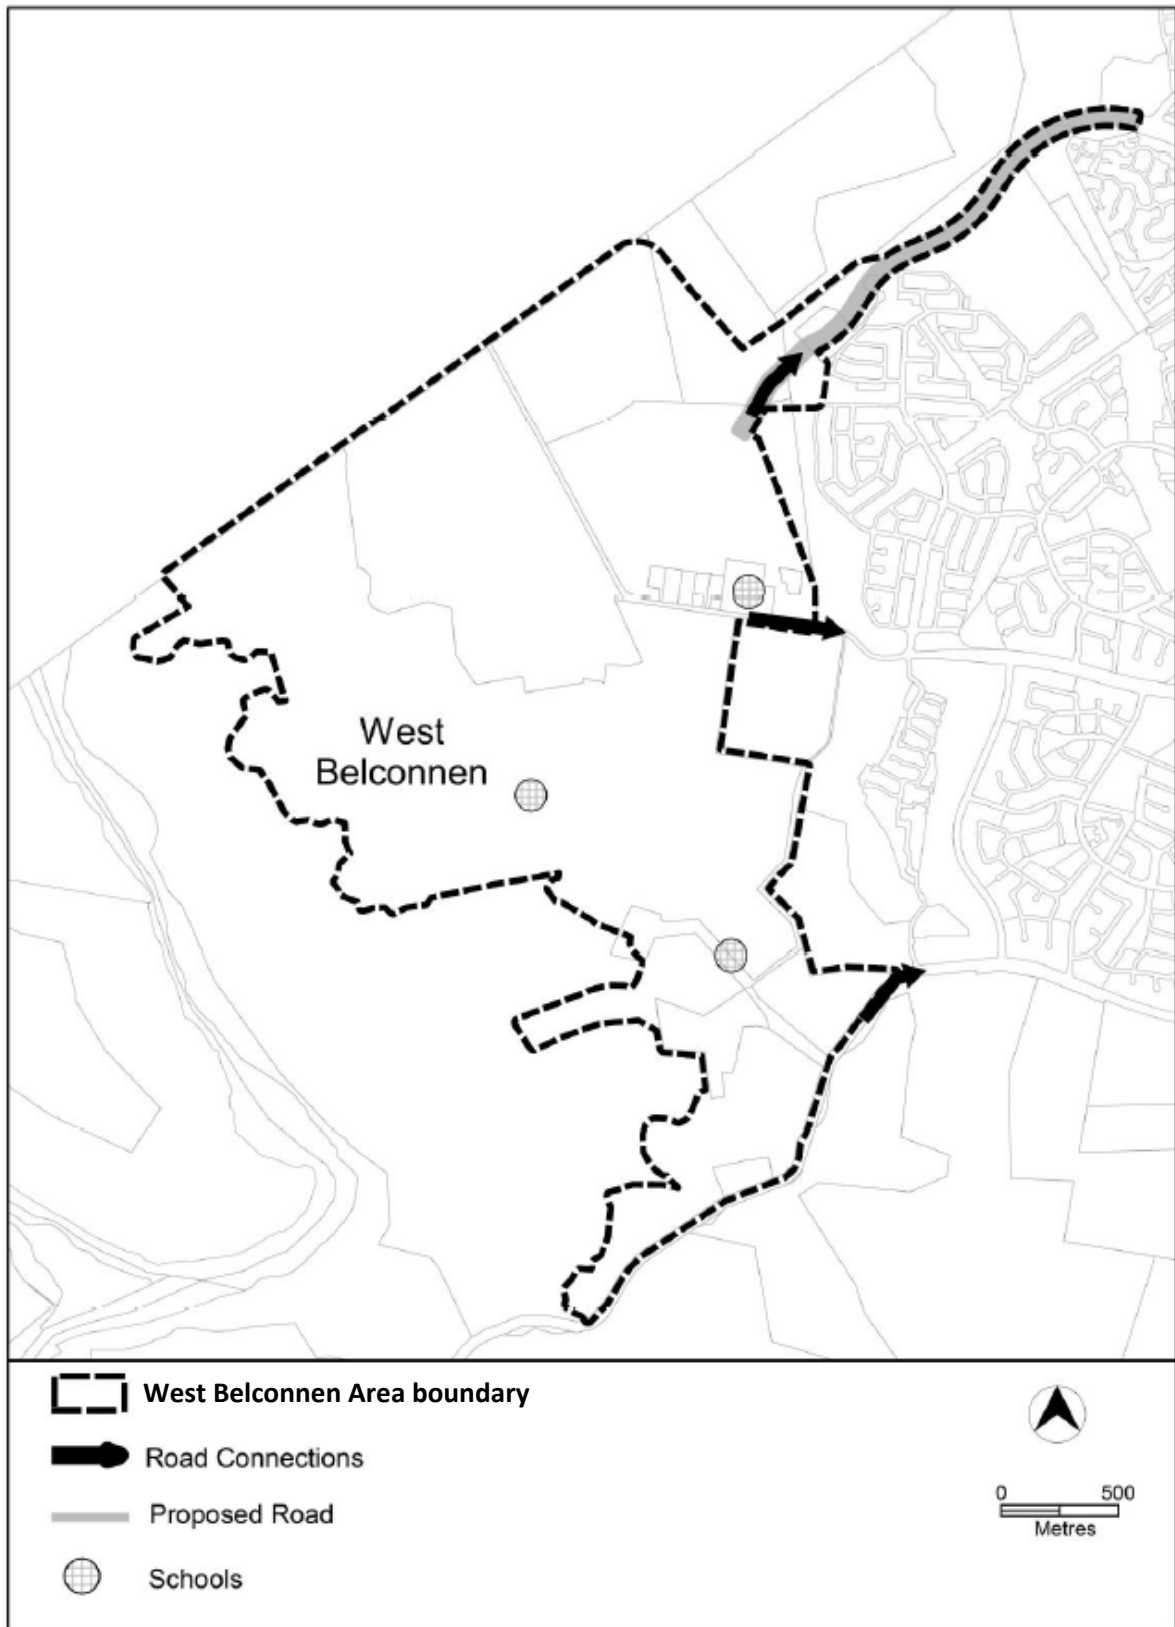 West
Belconnen
West Belconnen Area boundary
Road Connections
Proposed Road
Schools
0 500
Metres